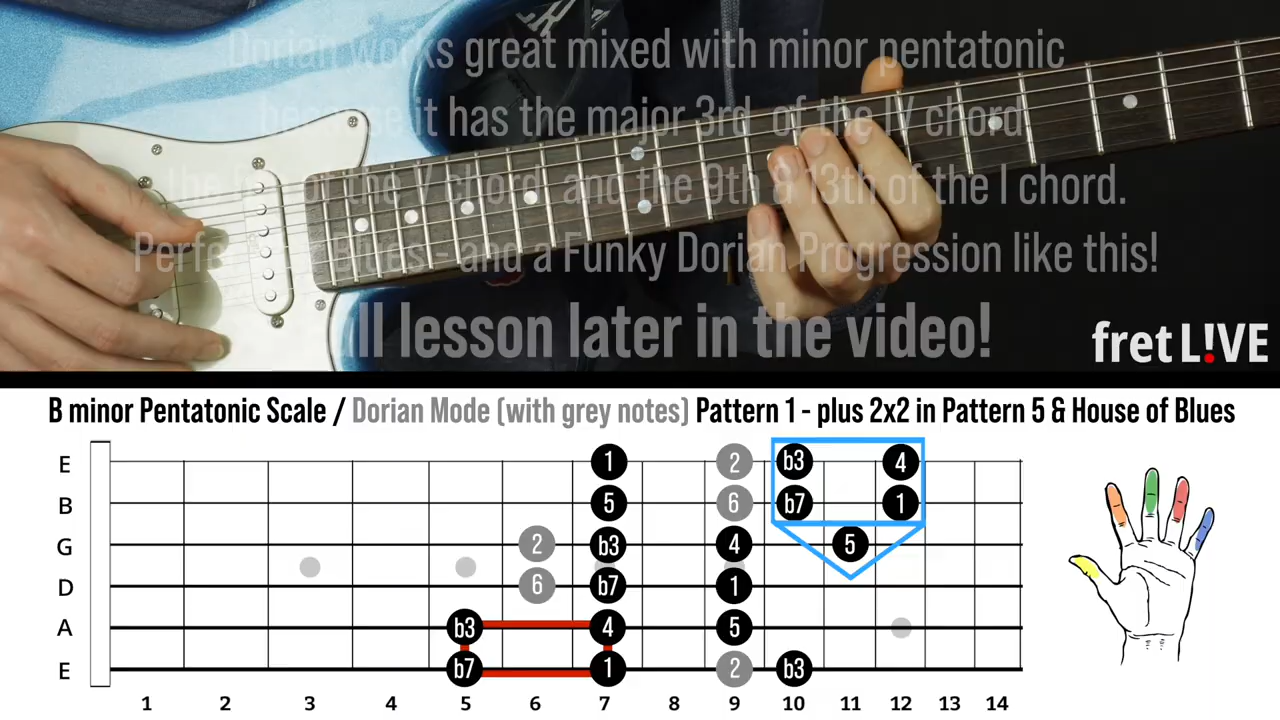 Dorian works great mixed with minor pentatonic
because it has the major 3rd of the IV chord
the of the V chord and the 9th & 13th of the I chord.
Perfect Blues - and a Funky Dorian Progression like this!
lesson later in the video!
fret L!VE
B minor Pentatonic Scale / Dorian Mode (with grey notes) Pattern 1 - plus 2x2 in Pattern 5 & House of Blues
E 1 2 b3 4
B 5 6 b7 1
G 2 b3 4 5
D 6 b7 1
A b3 4 5
E b7 1 2 b3
1 2 3 4 5 6 7 8 9 10 11 12 13 14